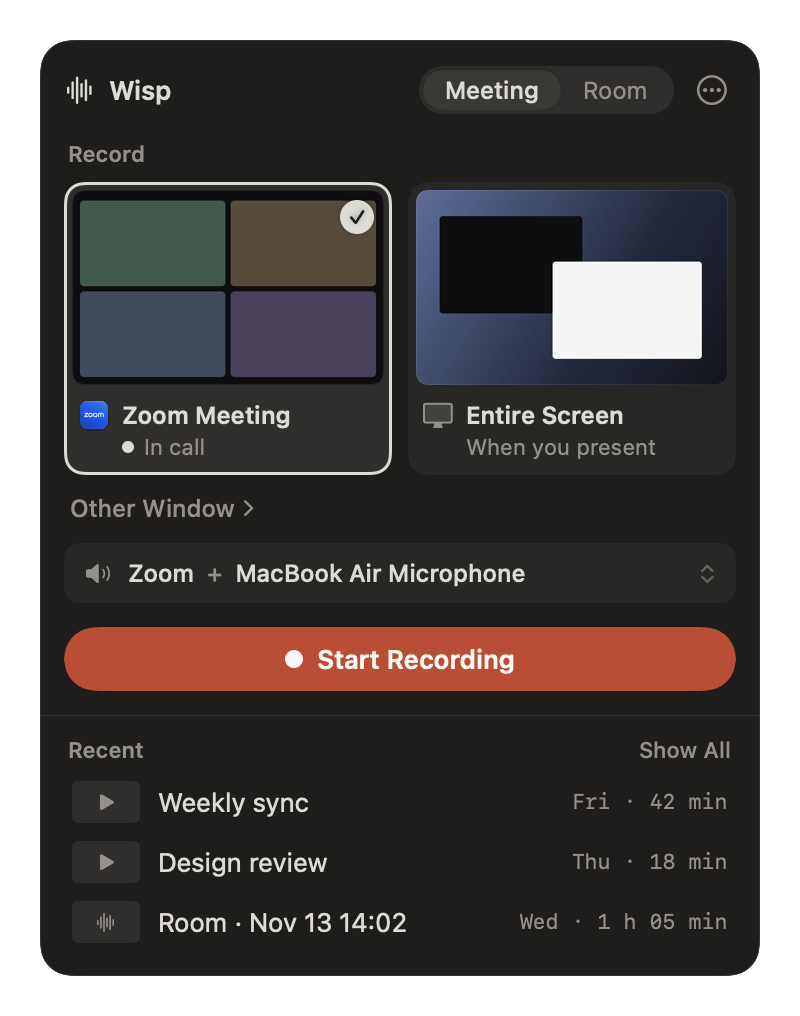 Wisp
Meeting Room
Record
Zoom Meeting
In call
Entire Screen
When you present
zoom
Other Window
Zoom + MacBook Air Microphone
Start Recording
Recent Show All
Weekly sync Fri · 42 min
Design review Thu · 18 min
Room · Nov 13 14:02 Wed · 1 h 05 min